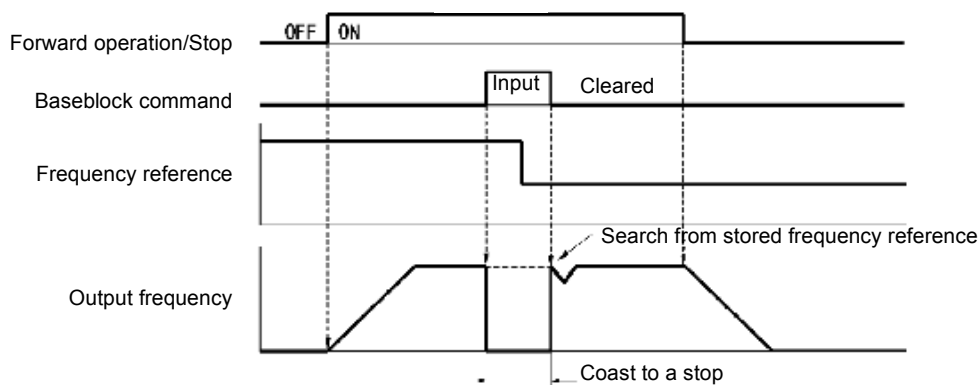 Forward operation/Stop
OFF ON
Baseblock command
Input
Cleared
Frequency reference
Search from stored frequency reference
Output frequency
Coast to a stop